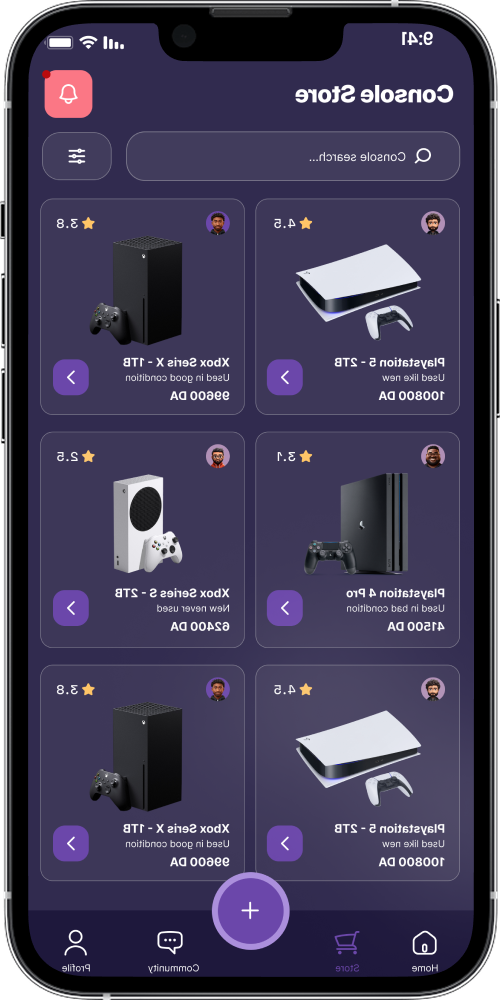 9:41
Console Store
Console search...
4.5
Playstation 5 - 2TB
Used like new
100800 DA
3.8
Xbox Seris X - 1TB
Used in good condition
99600 DA
3.1
Playstation 4 Pro
Used in bad condition
41500 DA
2.5
Xbox Series S - 2TB
New never used
62400 DA
4.5
Playstation 5 - 2TB
Used like new
100800 DA
3.8
Xbox Seris X - 1TB
Used in good condition
99600 DA
Home
Store
Community
Profile